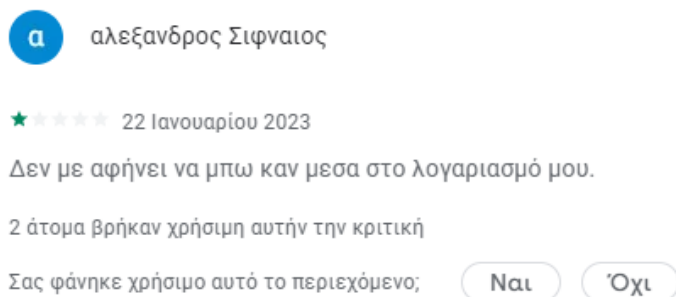 α
αλεξανδρος Σιφναιος
22 Ιανουαρίου 2023
Δεν με αφήνει να μπω καν μεσα στο λογαριασμό μου.
2 άτομα βρήκαν χρήσιμη αυτήν την κριτική
Σας φάνηκε χρήσιμο αυτό το περιεχόμενο; Ναι Όχι